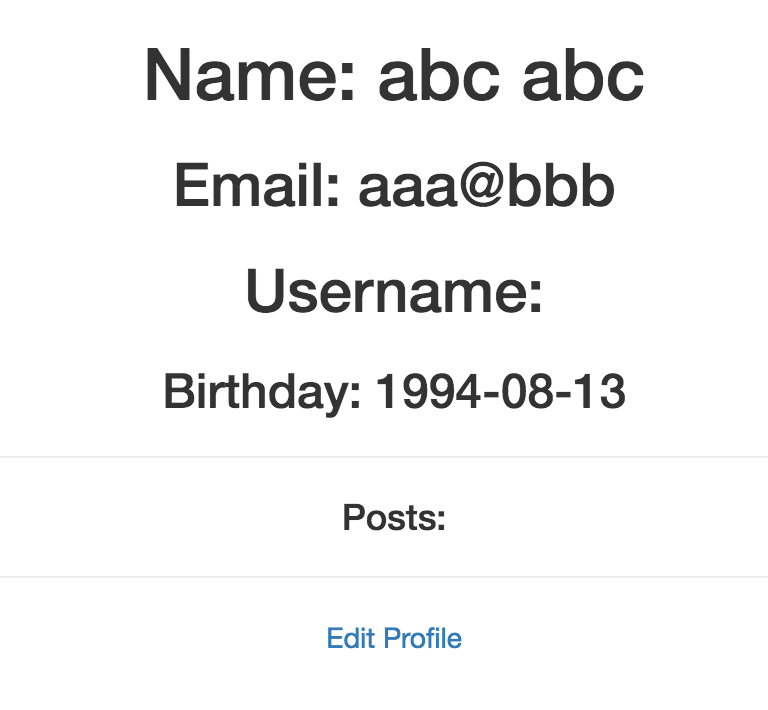 Name: abc abc
Email: aaa@bbb
Username:
Birthday: 1994-08-13
Posts:
Edit Profile